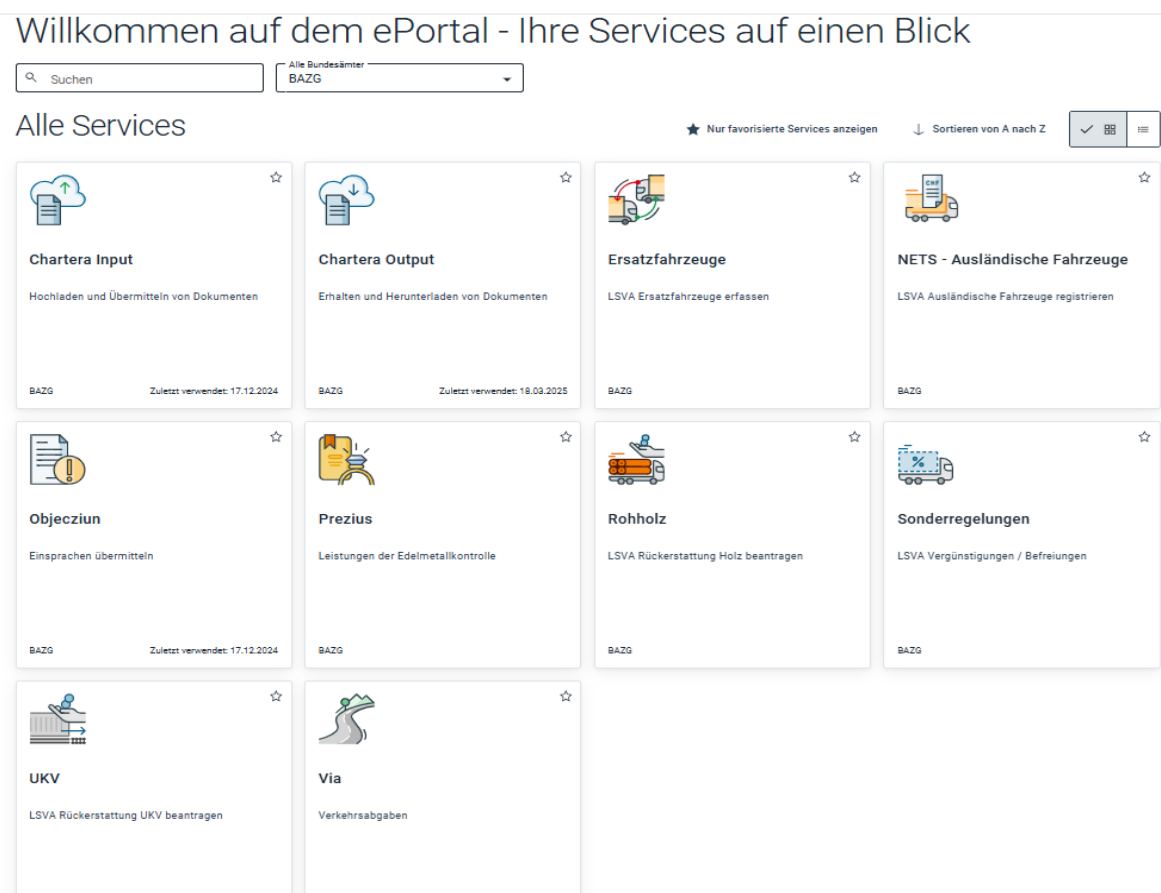 Willkommen auf dem ePortal - Ihre Services auf einen Blick
Suchen
Alle Bundesämter
BAZG
Alle Services
Nur favorisierte Services anzeigen
Sortieren von A nach Z
CHF
Chartera Input
Chartera Output
Ersatzfahrzeuge
NETS - Ausländische Fahrzeuge
Hochladen und Übermitteln von Dokumenten
Erhalten und Herunterladen von Dokumenten
LSVA Ersatzfahrzeuge erfassen
LSVA Ausländische Fahrzeuge registrieren
BAZG
Zuletzt verwendet: 17.12.2024
BAZG
Zuletzt verwendet: 18.03.2025
BAZG
BAZG
%
Objecziun
Prezius
Rohholz
Sonderregelungen
Einsprachen übermitteln
Leistungen der Edelmetallkontrolle
LSVA Rückerstattung Holz beantragen
LSVA Vergünstigungen / Befreiungen
BAZG
Zuletzt verwendet: 17.12.2024
BAZG
BAZG
BAZG
UKV
Via
LSVA Rückerstattung UKV beantragen
Verkehrsabgaben